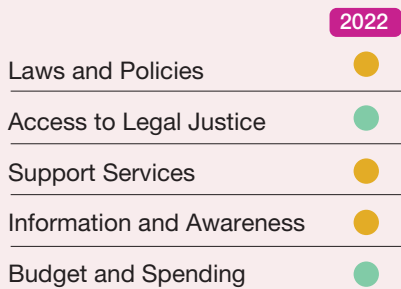 2022
Laws and Policies
Access to Legal Justice
Support Services
Information and Awareness
Budget and Spending